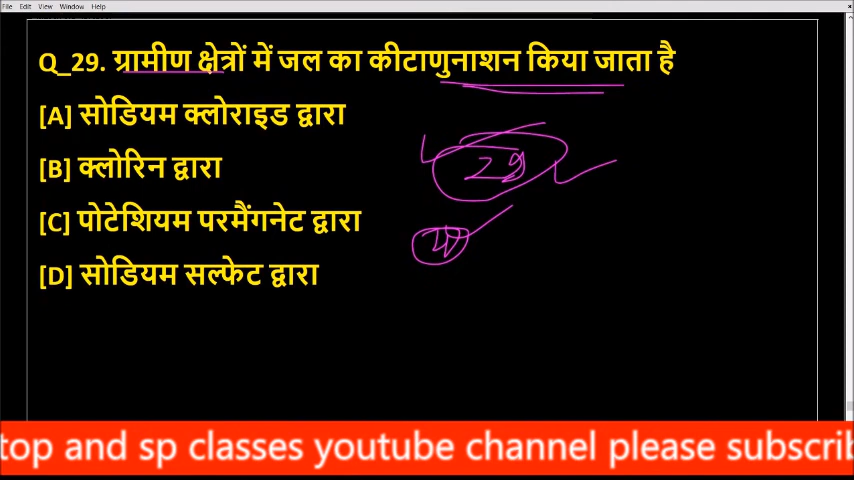 File Edit View Window Help
Q_29. ग्रामीण क्षेत्रों में जल का कीटाणुनाशन किया जाता है
[A] सोडियम क्लोराइड द्वारा
[B] क्लोरिन द्वारा
29
[C] पोटेशियम परमैंगनेट द्वारा
[D] सोडियम सल्फेट द्वारा
top and sp classes youtube channel please subscrib